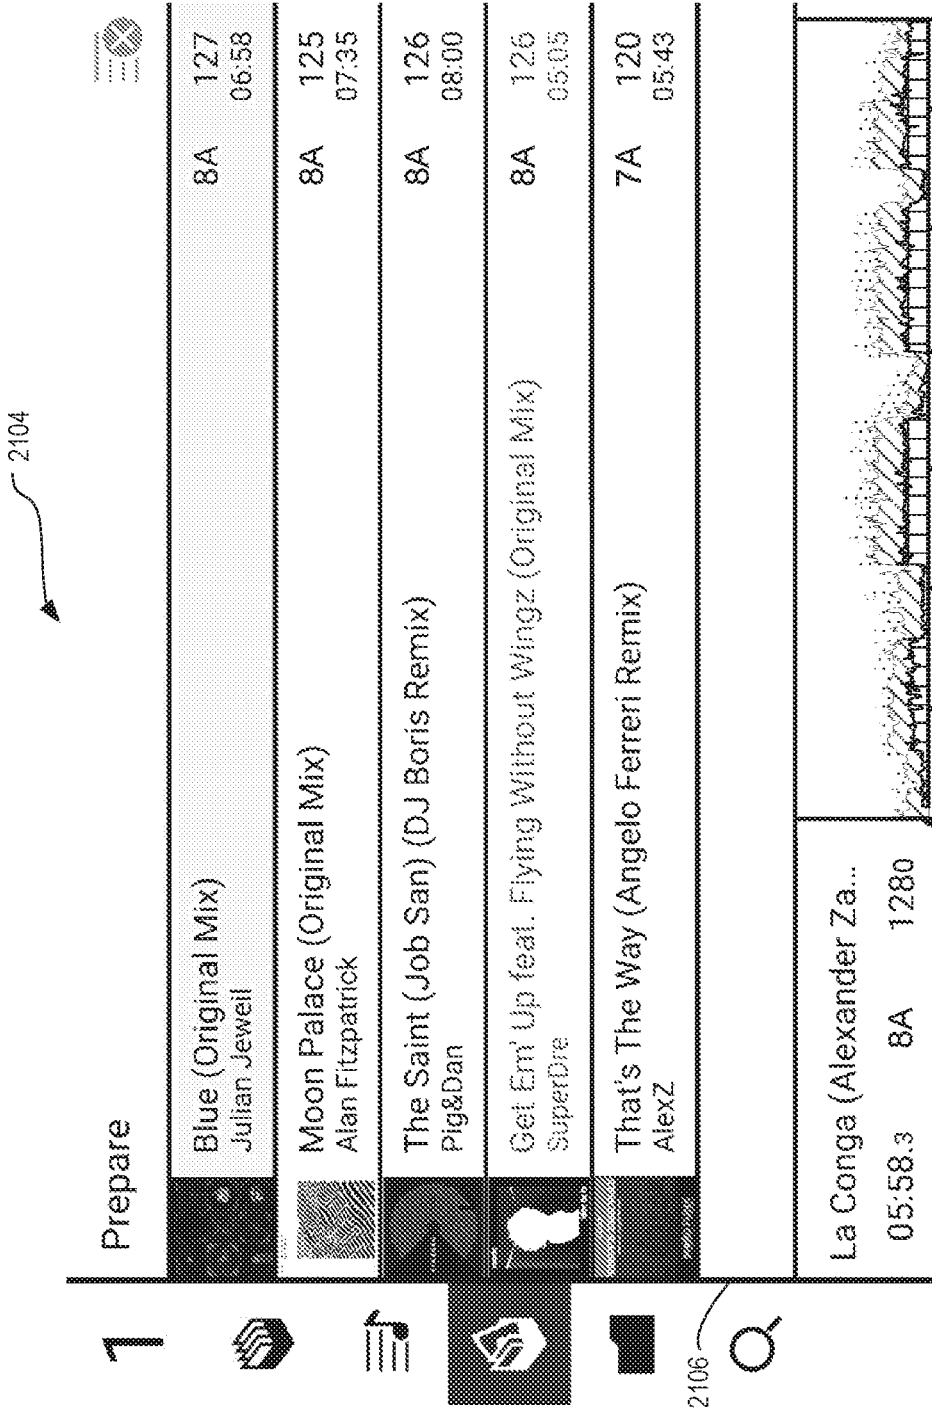 2104
1
Prepare
Blue (Original Mix)
8A
127
Julian Jeweil
06:58
Moon Palace (Original Mix)
8A
125
Alan Fitzpatrick
07:35
The Saint (Job San) (DJ Boris Remix)
8A
126
Pig&Dan
08:00
Get Em' Up feat. Flying Without Wingz (Original Mix)
8A
126
SuperDre
05:05
That's The Way (Angelo Ferreri Remix)
7A
120
AlexZ
05:43
2106
La Conga (Alexander Za...
05:58.3
8A
1280